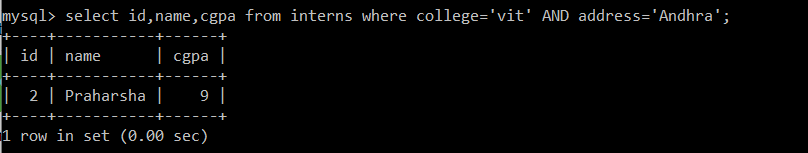 mysql> select id,name,cgpa from interns where college='vit' AND address='Andhra';
+----+-----------+------+
| id | name      | cgpa |
+----+-----------+------+
|  2 | Praharsha |    9 |
+----+-----------+------+
1 row in set (0.00 sec)